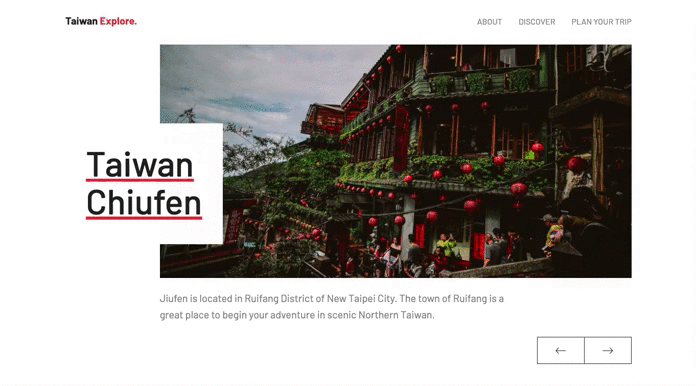 Taiwan Explore.
ABOUT DISCOVER PLAN YOUR TRIP
Taiwan
Chiufen
Jiufen is located in Ruifang District of New Taipei City. The town of Ruifang is a
great place to begin your adventure in scenic Northern Taiwan.